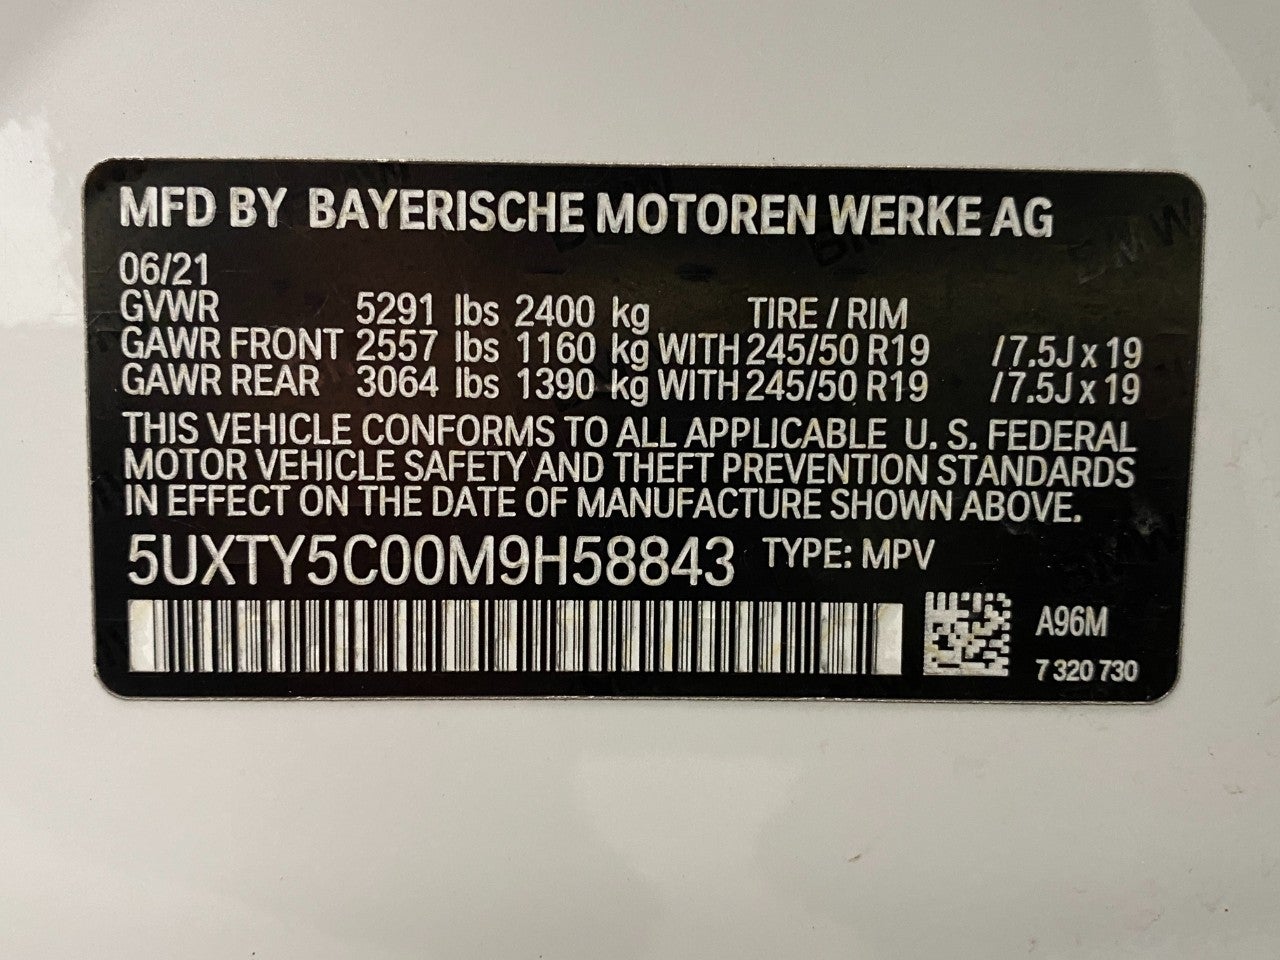 MFD BY BAYERISCHE MOTOREN WERKE AG
06/21
GVWR 5291 lbs 2400 kg TIRE / RIM
GAWR FRONT 2557 lbs 1160 kg WITH 245/50 R19 /7.5J x 19
GAWR REAR 3064 lbs 1390 kg WITH 245/50 R19 /7.5J x 19
THIS VEHICLE CONFORMS TO ALL APPLICABLE U. S. FEDERAL
MOTOR VEHICLE SAFETY AND THEFT PREVENTION STANDARDS
IN EFFECT ON THE DATE OF MANUFACTURE SHOWN ABOVE.
5UXTY5C00M9H58843 TYPE: MPV
A96M
7 320 730